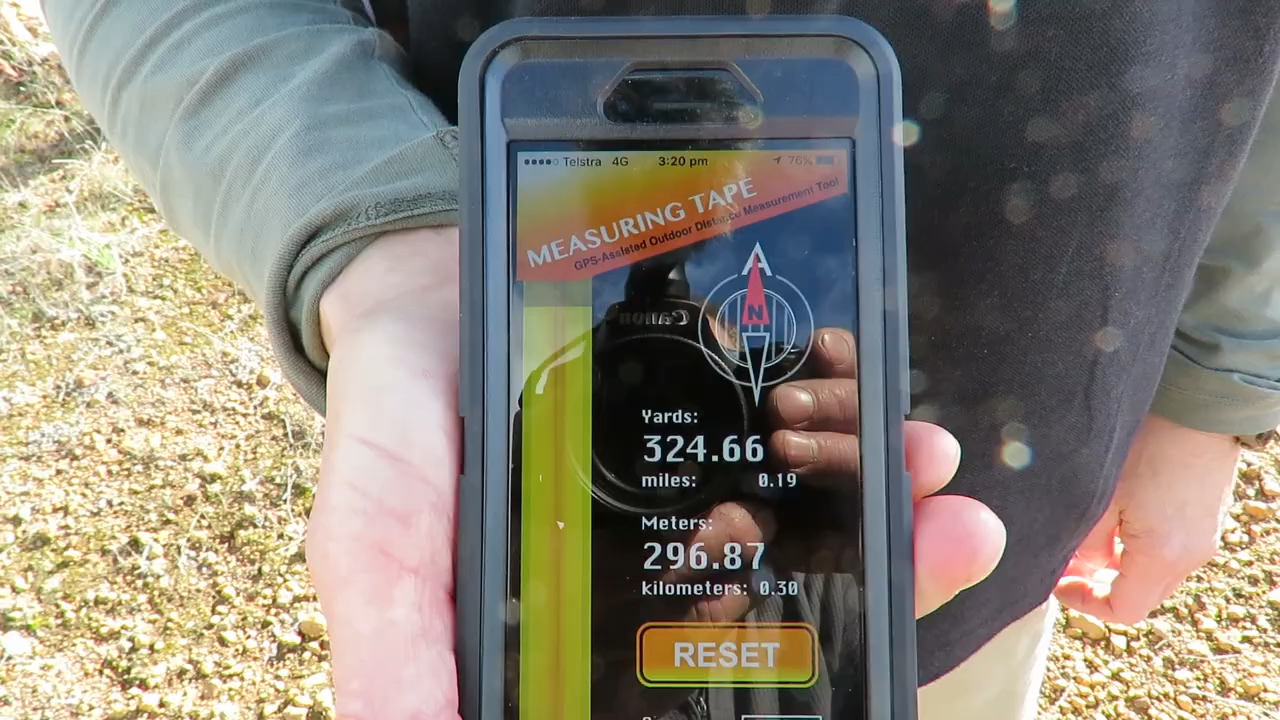 Telstra 4G 3:20 pm 76%
MEASURING TAPE
GPS-Assisted Outdoor Distance Measurement Tool
N
Canon
Yards:
324.66
miles: 0.19
Meters:
296.87
kilometers: 0.30
RESET